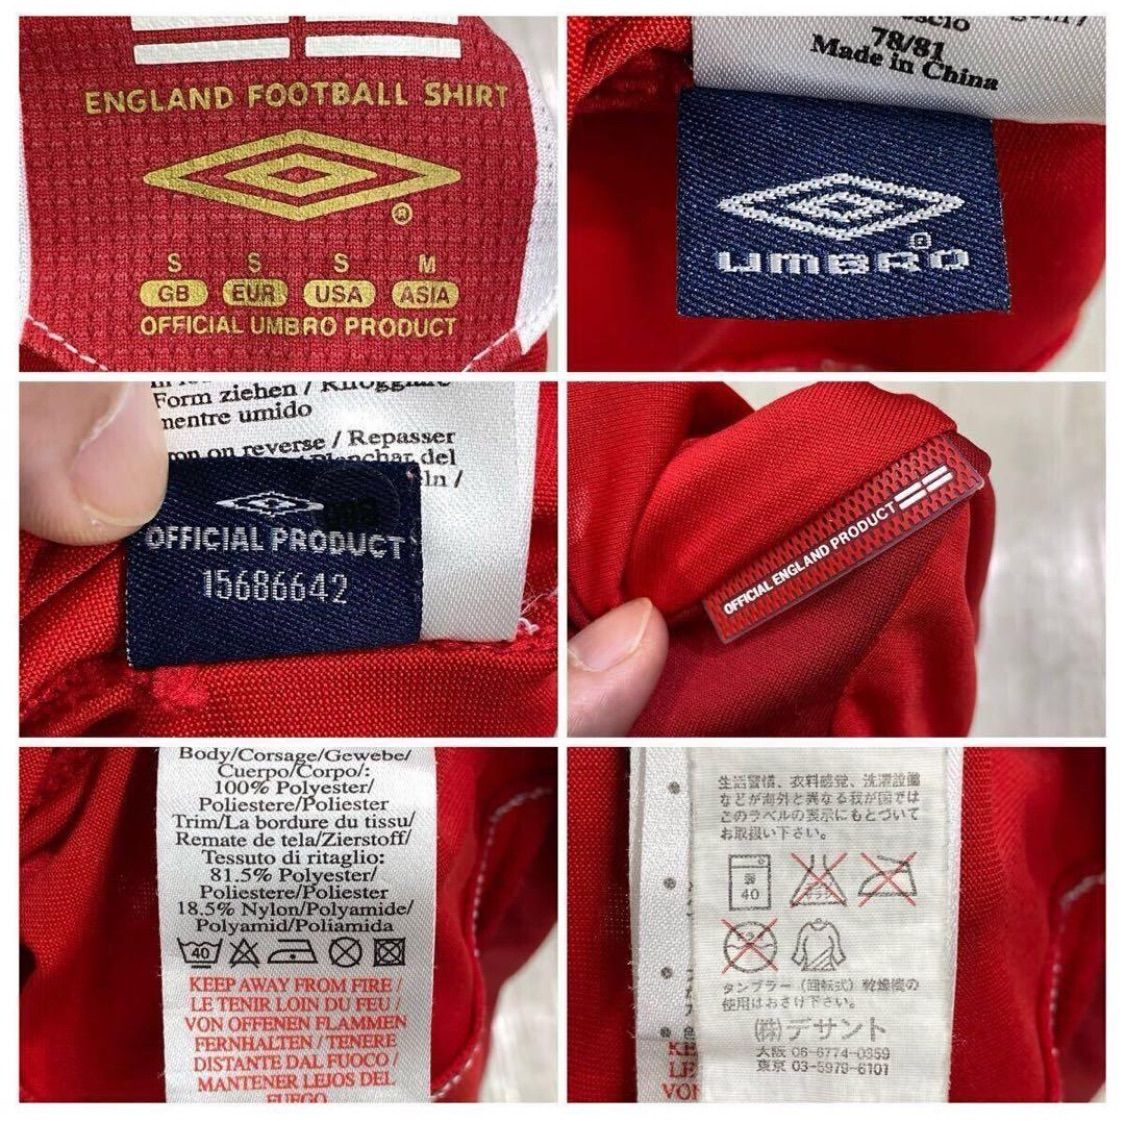 ENGLAND FOOTBALL SHIRT
®
S S S M
GB EUR USA ASIA
OFFICIAL UMBRO PRODUCT
78/81
Made in China
®
UMBRO
Form ziehen /
mentre umido
on reverse / Repasser
OFFICIAL PRODUCT
15686642
OFFICIAL ENGLAND PRODUCT
Body/Corsage/Gewebe/
Cuerpo/Corpo/:
100% Polyester/
Poliestere/Poliester
Trim/La bordure du tissu/
Remate de tela/Zierstoff/
Tessuto di ritaglio:
81.5% Polyester/
Poliestere/Poliester
18.5% Nylon/Polyamide/
Polyamid/Poliamida
40
KEEP AWAY FROM FIRE /
LE TENIR LOIN DU FEU /
VON OFFENEN FLAMMEN
FERNHALTEN / TENERE
DISTANTE DAL FUOCO /
MANTENER LEJOS DEL
FUEGO
生活習慣、衣料感覚、洗濯設備
などが海外と異なる我が国では
このラベルの表示にもとづいて
お取扱い下さい。
40
タンブラー（回転式）乾燥機の
使用はおさけ下さい。
㈱デサント
大阪 06-6774-0359
東京 03-5979-6101
KE
LE
VON